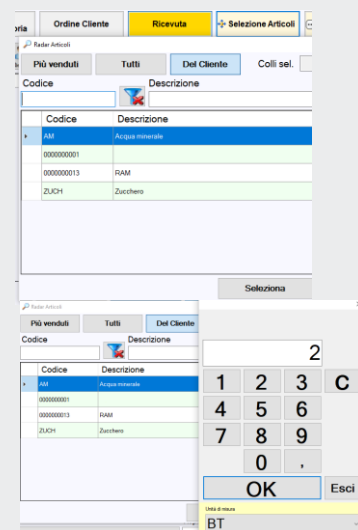 oria Ordine Cliente Ricevuta Selezione Articoli
Radar Articoli
Più venduti Tutti Del Cliente Colli sel.
Codice Descrizione
Codice Descrizione
AM Acqua minerale
0000000001
0000000013 RAM
ZUCH Zucchero
Seleziona
Radar Articoli
Più venduti Tutti Del Cliente
Codice Descrizione
Codice Descrizione
AM Acqua minerale
0000000001
0000000013 RAM
ZUCH Zucchero
2
1 2 3 C
4 5 6
7 8 9
0 ,
OK Esci
Unità di misura
BT